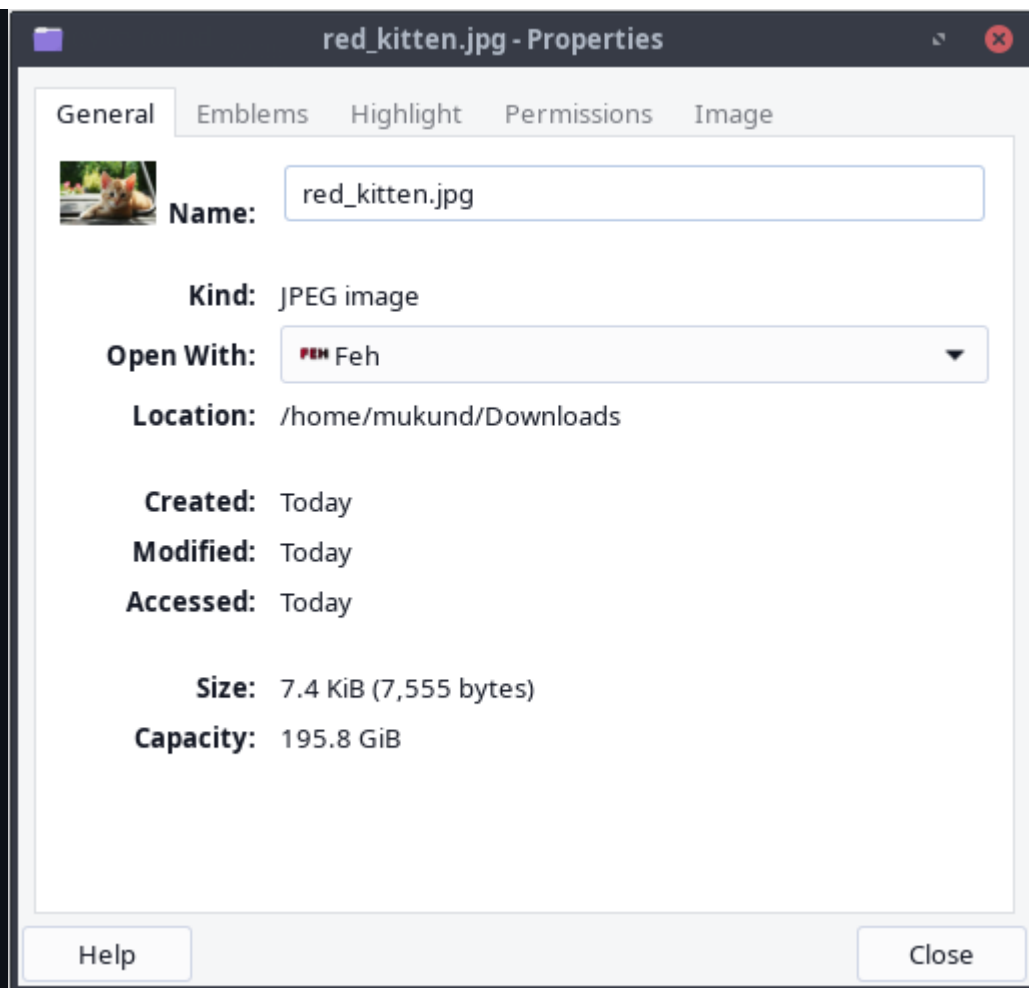 red_kitten.jpg - Properties
General Emblems Highlight Permissions Image
Name: red_kitten.jpg
Kind: JPEG image
Open With: FEH Feh
Location: /home/mukund/Downloads
Created: Today
Modified: Today
Accessed: Today
Size: 7.4 KiB (7,555 bytes)
Capacity: 195.8 GiB
Help Close